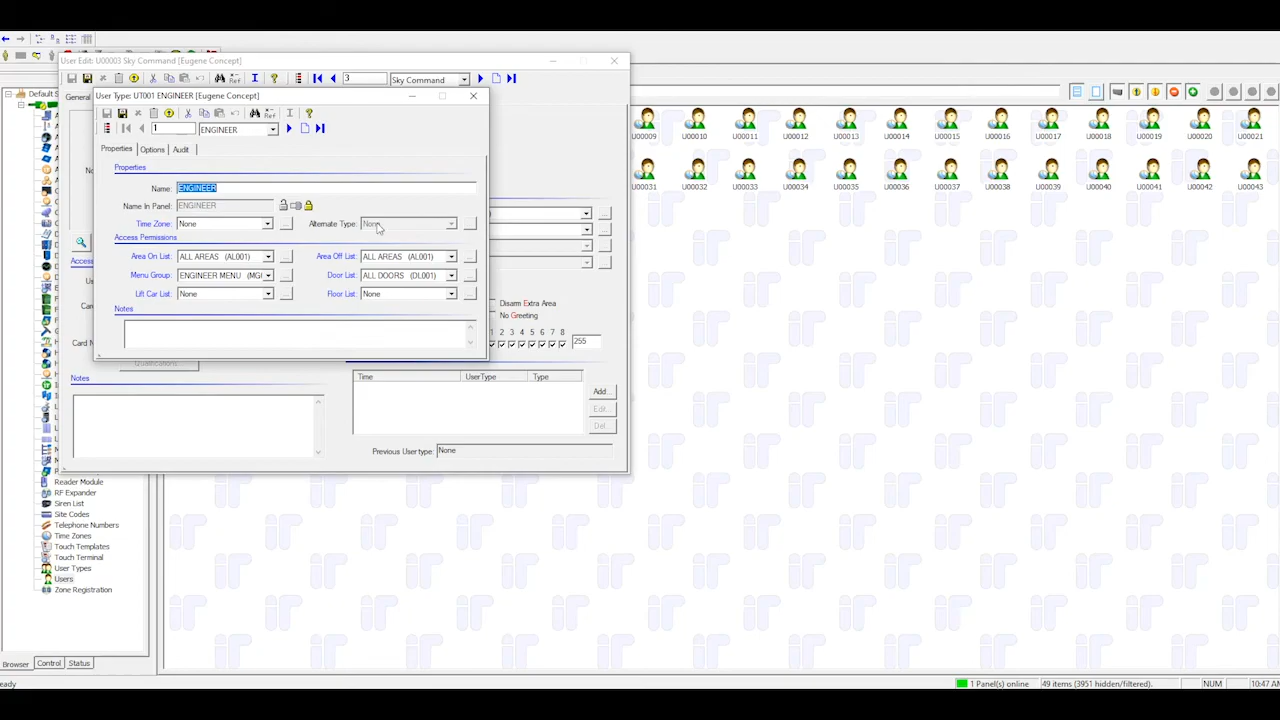 User Edit: U00003 Sky Command [Eugene Concept]
3
Sky Command
General
User Type: UT001 ENGINEER [Eugene Concept]
1
ENGINEER
Properties
Options
Audit
Properties
Name:
ENGINEER
Name In Panel:
ENGINEER
Time Zone:
None
Alternate Type:
None
Access Permissions
Area On List:
ALL AREAS (AL001)
Area Off List:
ALL AREAS (AL001)
Menu Group:
ENGINEER MENU (MGI
Door List:
ALL DOORS (DL001)
Lift Car List:
None
Floor List:
None
Notes
Disarm Extra Area
No Greeting
1 2 3 4 5 6 7 8
255
Qualifications...
Notes
Time
UserType
Type
Add...
Edit...
Del...
Previous Usertype:
None
Default S
Reader Module
RF Expander
Siren List
Site Codes
Telephone Numbers
Time Zones
Touch Templates
Touch Terminal
User Types
Users
Zone Registration
Browser
Control
Status
U00009 U00010 U00011 U00012 U00013 U00014 U00015 U00016 U00017 U00018 U00019 U00020 U00021
U00031 U00032 U00033 U00034 U00035 U00036 U00037 U00038 U00039 U00040 U00041 U00042 U00043
eady
1 Panel(s) online
49 items (3951 hidden/filtered).
NUM
10:47 AM